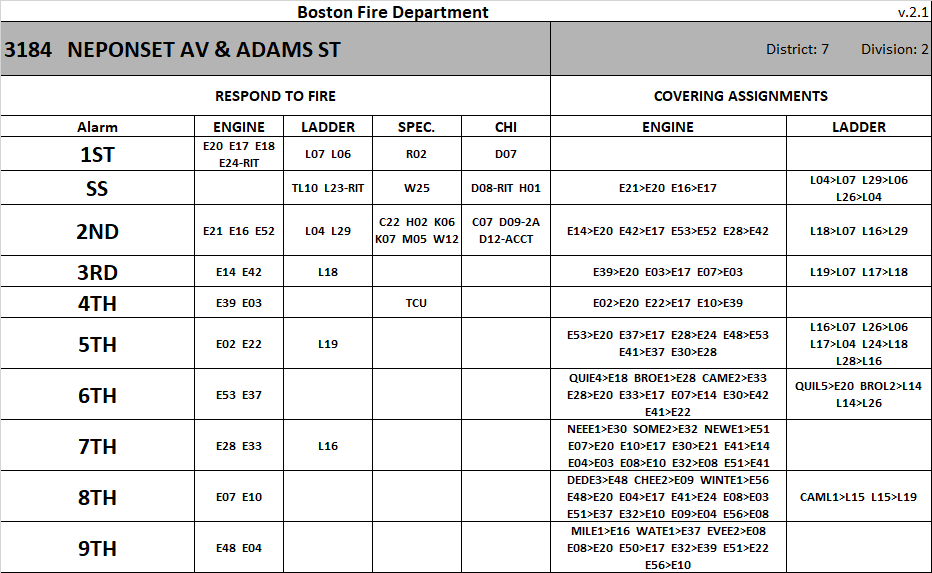 Boston Fire Department v.2.1
3184 NEPONSET AV & ADAMS ST District: 7 Division: 2
RESPOND TO FIRE COVERING ASSIGNMENTS
Alarm ENGINE LADDER SPEC. CHI ENGINE LADDER
1ST
E20 E17 E18
E24-RIT
L07 L06
R02
D07
SS
TL10 L23-RIT
W25
D08-RIT H01
E21>E20 E16>E17
L04>L07 L29>L06
L26>L04
2ND
E21 E16 E52
L04 L29
C22 H02 K06
K07 M05 W12
C07 D09-2A
D12-ACCT
E14>E20 E42>E17 E53>E52 E28>E42
L18>L07 L16>L29
3RD
E14 E42
L18
E39>E20 E03>E17 E07>E03
L19>L07 L17>L18
4TH
E39 E03
TCU
E02>E20 E22>E17 E10>E39
5TH
E02 E22
L19
E53>E20 E37>E17 E28>E24 E48>E53
E41>E37 E30>E28
L16>L07 L26>L06
L17>L04 L24>L18
L28>L16
6TH
E53 E37
QUIE4>E18 BROE1>E28 CAME2>E33
E28>E20 E33>E17 E07>E14 E30>E42
E41>E22
QUIL5>E20 BROL2>L14
L14>L26
7TH
E28 E33
L16
NEEE1>E30 SOME2>E32 NEWE1>E51
E07>E20 E10>E17 E30>E21 E41>E14
E04>E03 E08>E10 E32>E08 E51>E41
8TH
E07 E10
DEDE3>E48 CHEE2>E09 WINTE1>E56
E48>E20 E04>E17 E41>E24 E08>E03
E51>E37 E32>E10 E09>E04 E56>E08
CAML1>L15 L15>L19
9TH
E48 E04
MILE1>E16 WATE1>E37 EVEE2>E08
E08>E20 E50>E17 E32>E39 E51>E22
E56>E10